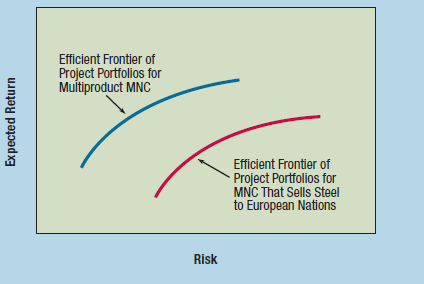 Efficient Frontier of
Project Portfolios for
Multiproduct MNC
Expected Return
Efficient Frontier of
Project Portfolios for
MNC That Sells Steel
to European Nations
Risk